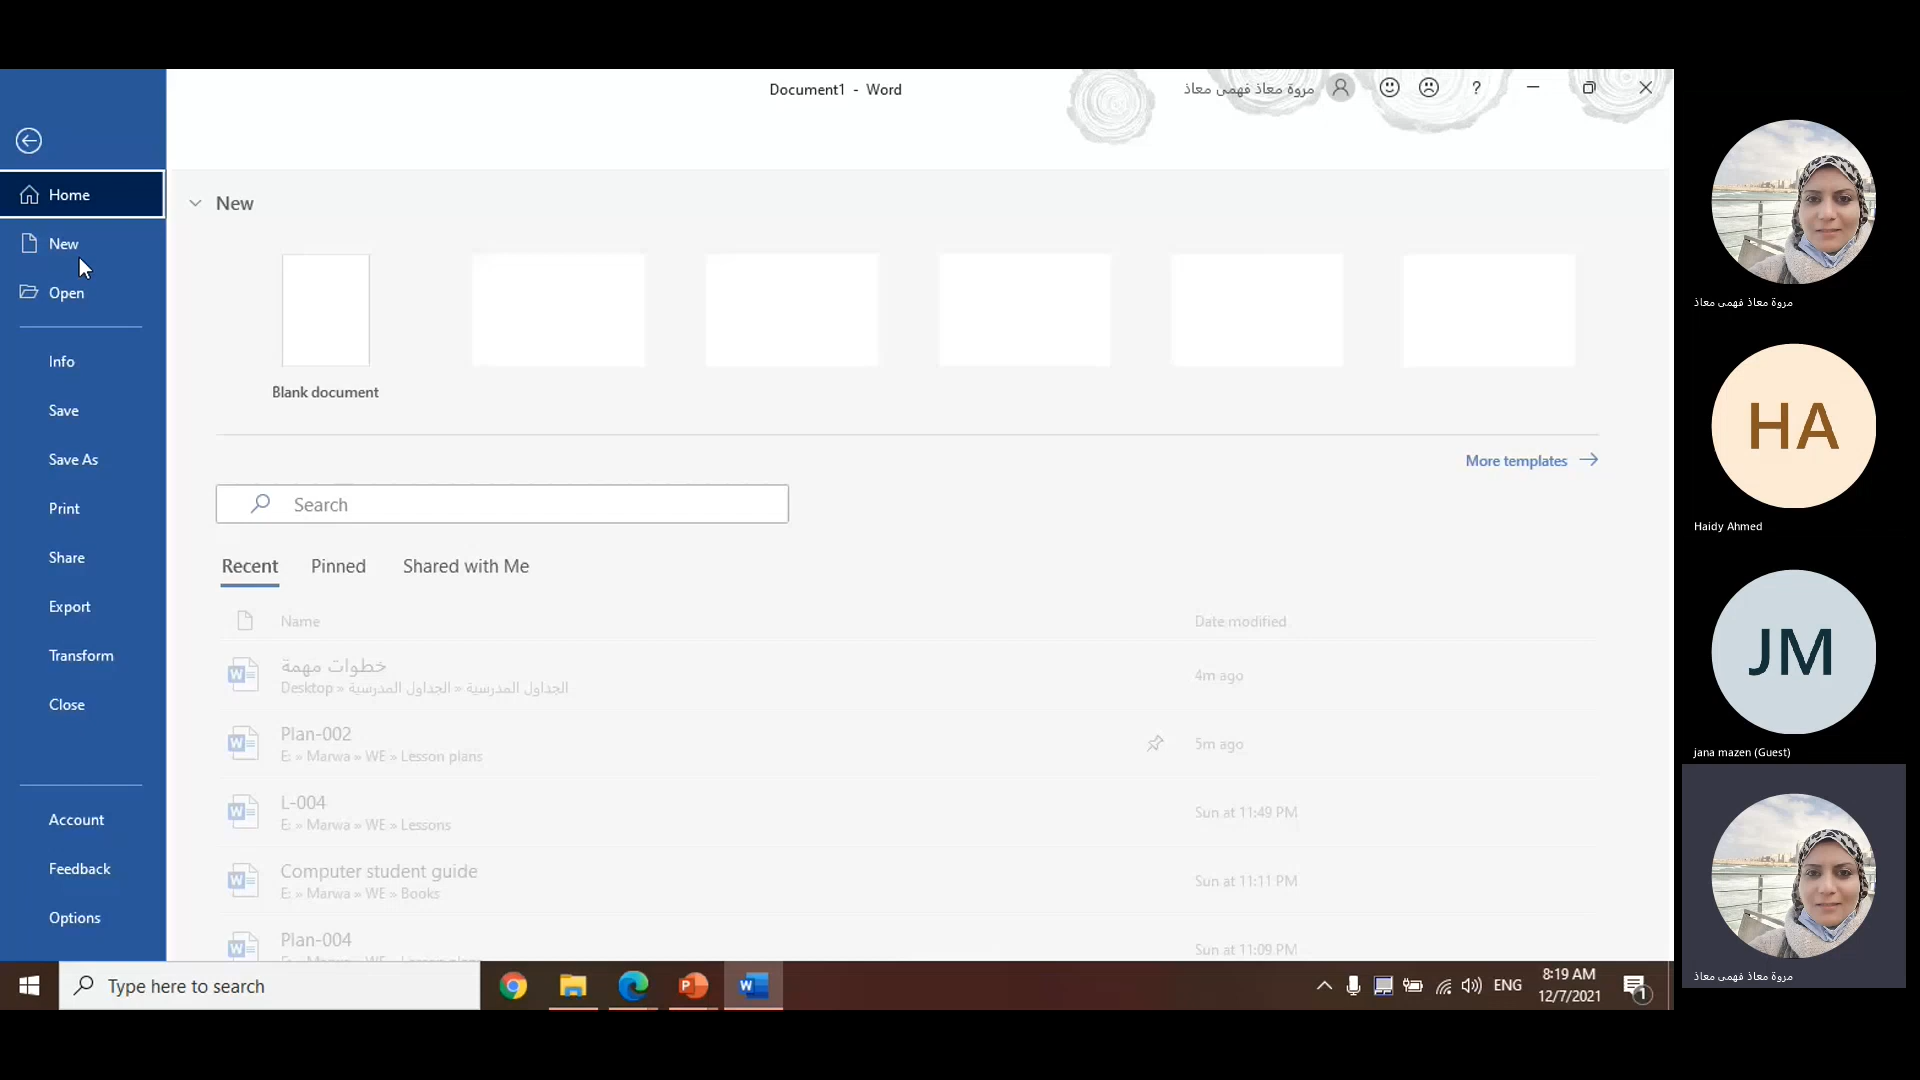 Document1 - Word
مروة معاذ فهمى معاذ
?
Home
New
Open
Info
Save
Save As
Print
Share
Export
Transform
Close
Account
Feedback
Options
New
Blank document
More templates
Search
Recent Pinned Shared with Me
Name Date modified
خطوات مهمة
Desktop » الجداول المدرسية » الجداول المدرسية
4m ago
Plan-002
E: » Marwa » WE » Lesson plans
5m ago
L-004
E: » Marwa » WE » Lessons
Sun at 11:49 PM
Computer student guide
E: » Marwa » WE » Books
Sun at 11:11 PM
Plan-004
E: » Marwa » WE » Lesson plans
Sun at 11:09 PM
Type here to search
ENG
8:19 AM
12/7/2021
1
مروة معاذ فهمى معاذ
HA
Haidy Ahmed
JM
jana mazen (Guest)
مروة معاذ فهمى معاذ